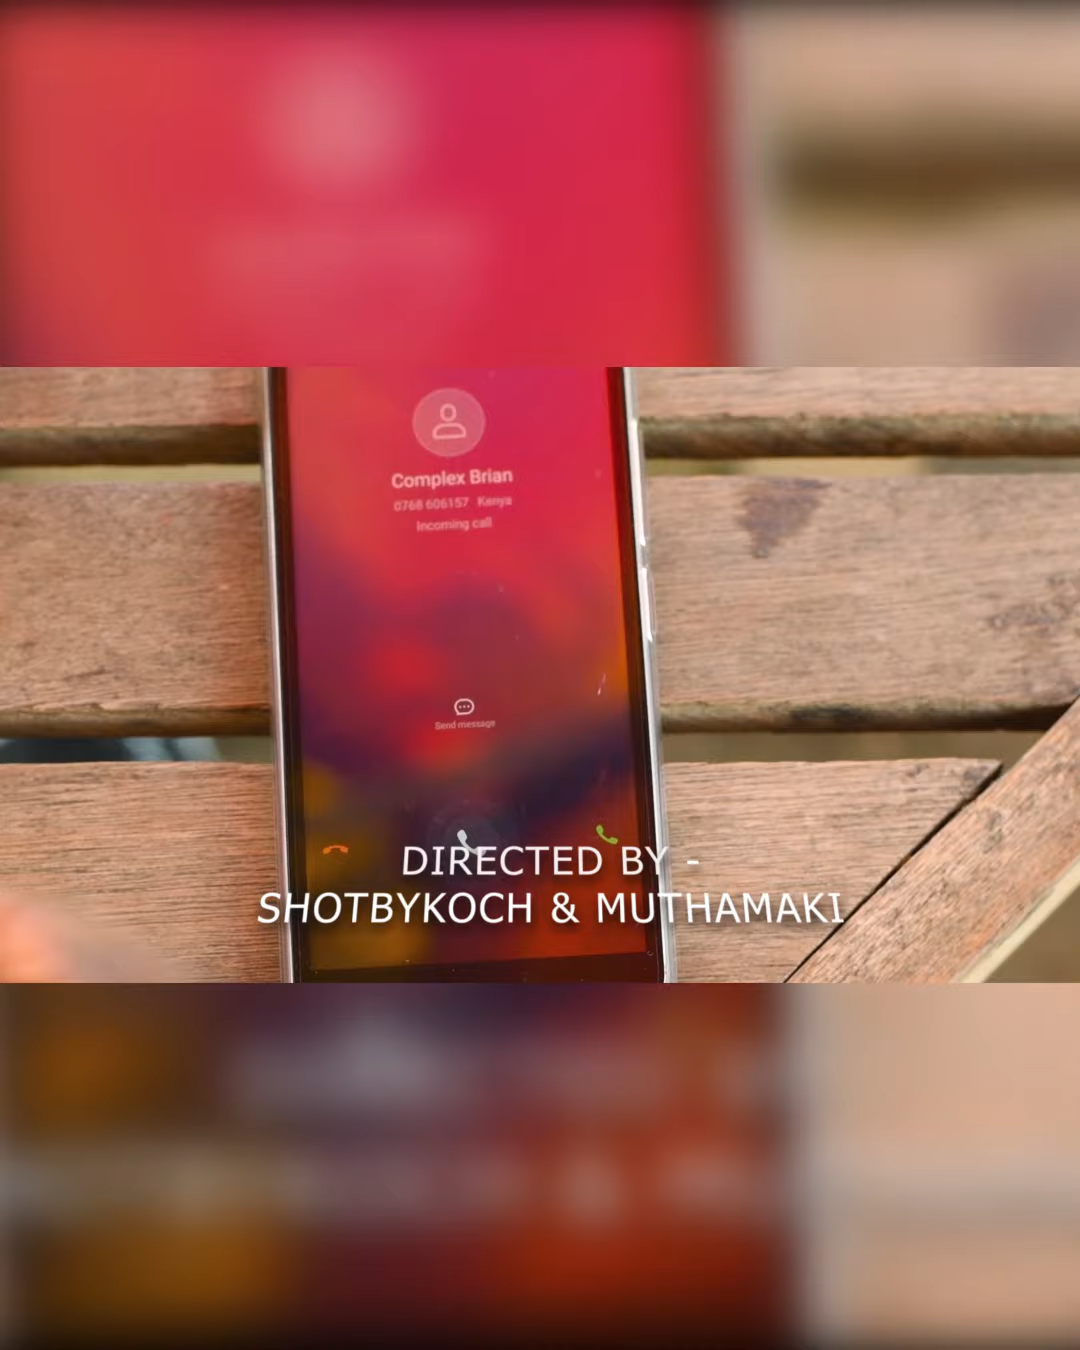 Complex Brian
0768 606157 Kenya
Incoming call
Send message
DIRECTED BY -
SHOTBYKOCH & MUTHAMAKI